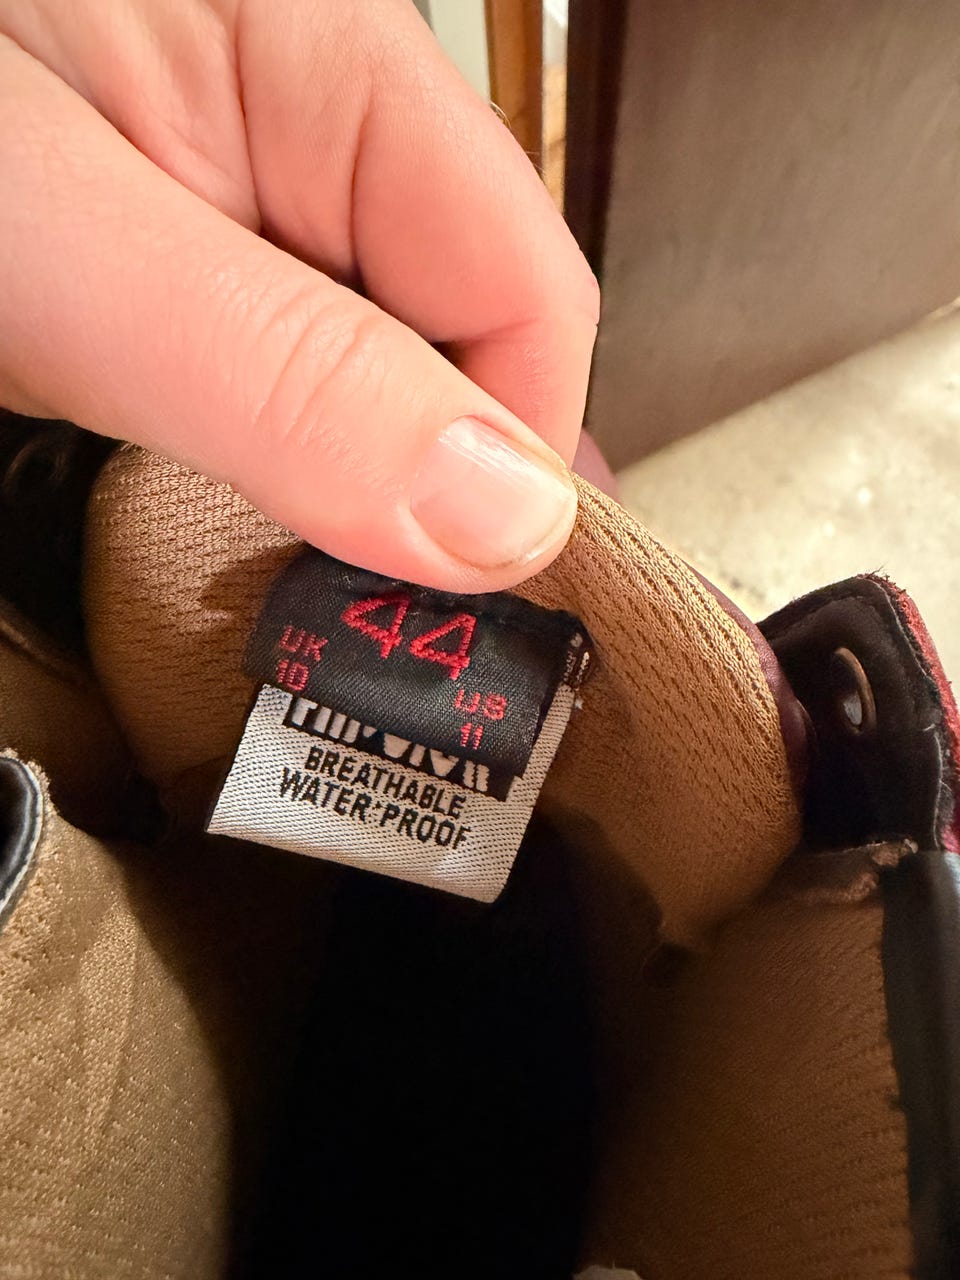 44
UK
10
US
11
BREATHABLE
WATER-PROOF